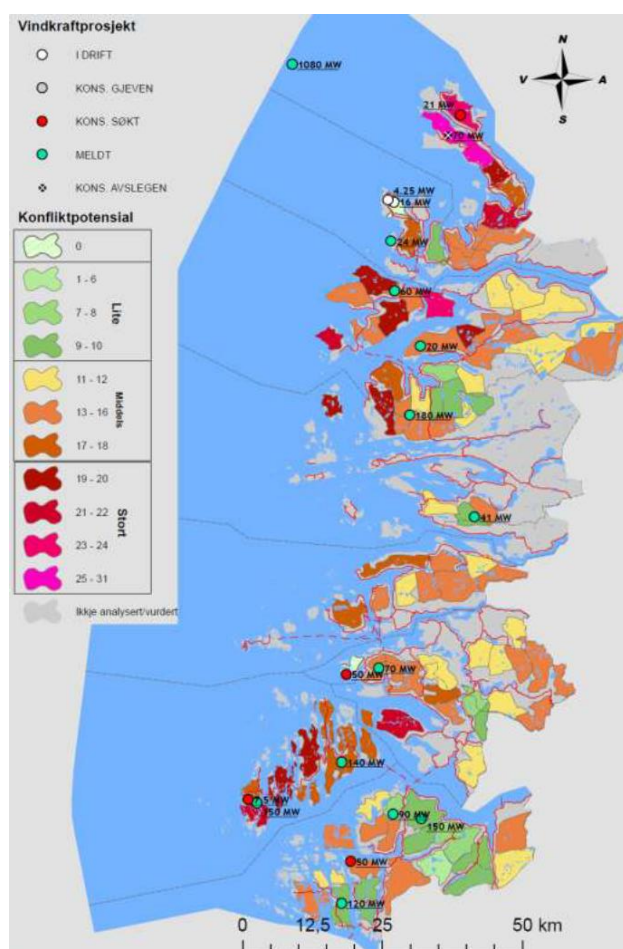 Vindkraftprosjekt
I DRIFT
KONS. GJEVEN
KONS. SØKT
MELDT
KONS. AVSLEGEN
Konfliktpotensial
0
1 - 6
7 - 8
9 - 10
Lite
11 - 12
13 - 16
17 - 18
Middels
19 - 20
21 - 22
23 - 24
25 - 31
Stort
Ikkje analysert/vurdert
N
V A
S
1080 MW
21 MW
70 MW
4.25 MW
16 MW
24 MW
60 MW
20 MW
180 MW
41 MW
70 MW
50 MW
140 MW
7.5 MW
150 MW
90 MW
150 MW
50 MW
120 MW
0 12,5 25 50 km